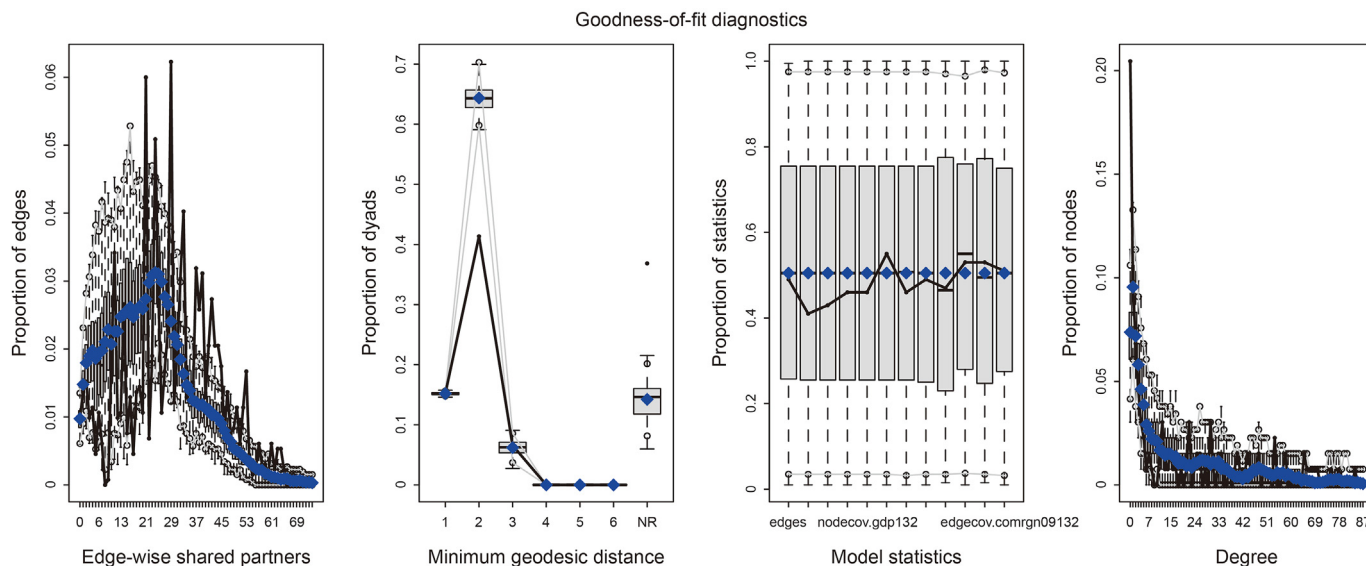 Goodness-of-fit diagnostics
Proportion of edges
0.06
0.05
0.04
0.03
0.02
0.01
0
0 6 13 21 29 37 45 53 61 69
Edge-wise shared partners
Proportion of dyads
0.7
0.6
0.5
0.4
0.3
0.2
0.1
0
1 2 3 4 5 6 NR
Minimum geodesic distance
Proportion of statistics
1.0
0.8
0.6
0.4
0.2
0
edges nodecov.gdp132 edgecov.comrgn09132
Model statistics
Proportion of nodes
0.20
0.15
0.10
0.05
0
0 7 15 24 33 42 51 60 69 78 87
Degree